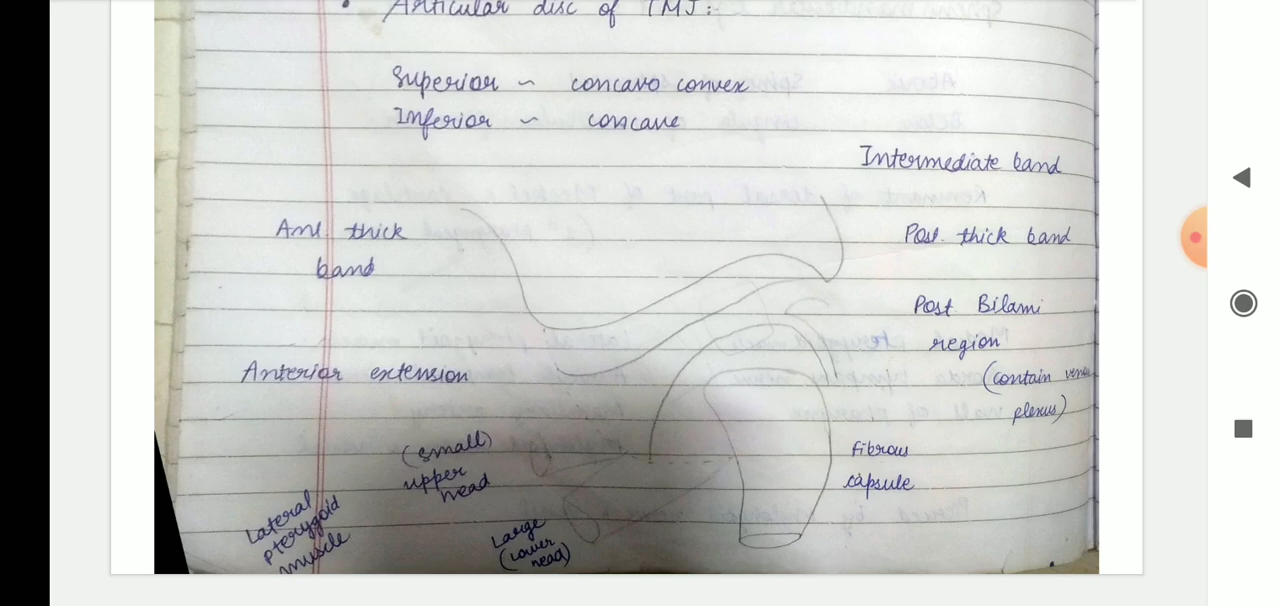 • Articular disc of TMJ:
Superior ~ concavo convex
Inferior ~ concave
Intermediate band
Ant. thick
band
Post. thick band
Post Bilami
region
(contain
plexus)
Anterior extension
(small)
upper
head
fibrous
capsule
Lateral
pterygoid
muscle
Large
(lower
head)